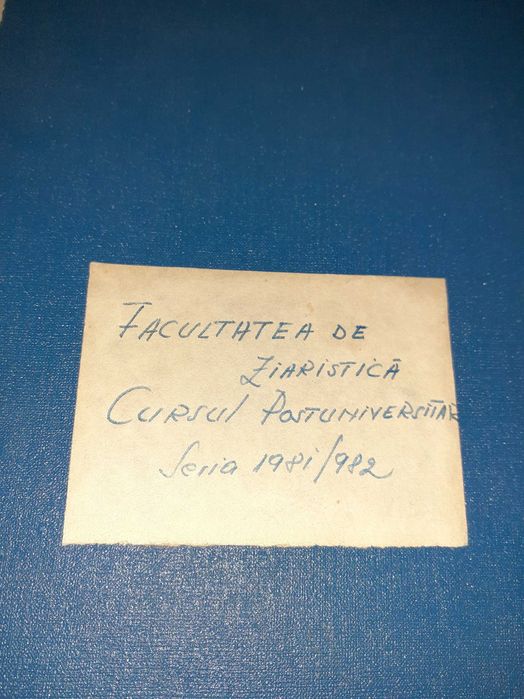 FACULTATEA DE
ZIARISTICĂ
CURSUL POSTUNIVERSITAR
Seria 1981/982